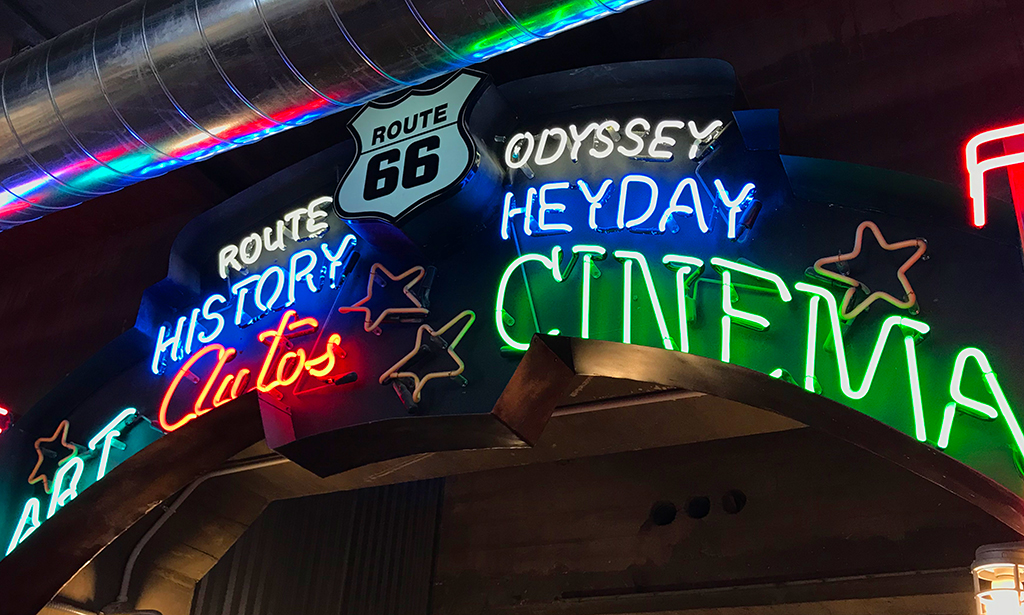 ROUTE
66
ODYSSEY
HEYDAY
CINEMA
ROUTE
HISTORY
Autos
ART